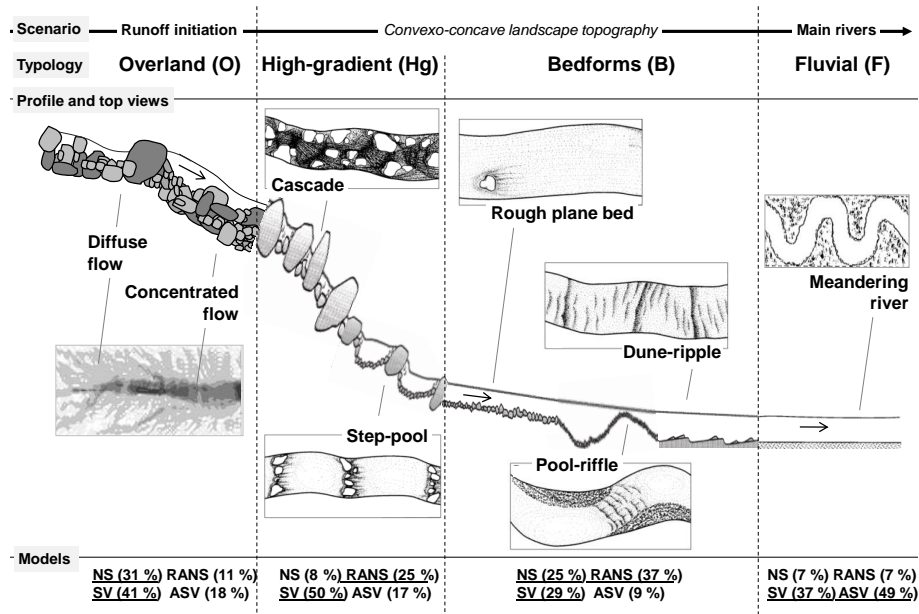 Scenario Runoff initiation Convexo-concave landscape topography Main rivers
Typology Overland (O) High-gradient (Hg) Bedforms (B) Fluvial (F)
Profile and top views
Cascade
Rough plane bed
Diffuse
flow
Concentrated
flow
Meandering
river
Dune-ripple
Step-pool
Pool-riffle
Models
NS (31 %) RANS (11 %) NS (8 %) RANS (25 %) NS (25 %) RANS (37 %) NS (7 %) RANS (7 %)
SV (41 %) ASV (18 %) SV (50 %) ASV (17 %) SV (29 %) ASV (9 %) SV (37 %) ASV (49 %)